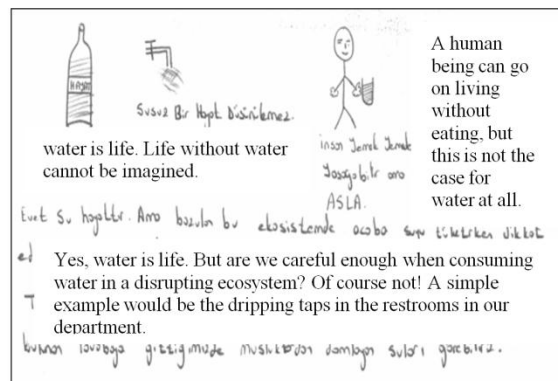 HAYAT
Susuz Bir Hayat Düşünülemez.
water is life. Life without water
cannot be imagined.
A human
being can go
on living
without
eating, but
this is not the
case for
water at all.
insan Yemek Yemek
Yaşayabilir ama
ASLA.
Evet Su hayattır. Ama bozulan bu ekosistemde acaba suyu tüketirken dikkat
ed
Yes, water is life. But are we careful enough when consuming
water in a disrupting ecosystem? Of course not! A simple
example would be the dripping taps in the restrooms in our
department.
T
lavaboya gittiğimizde musluklardan damlayan suları görebiliriz.